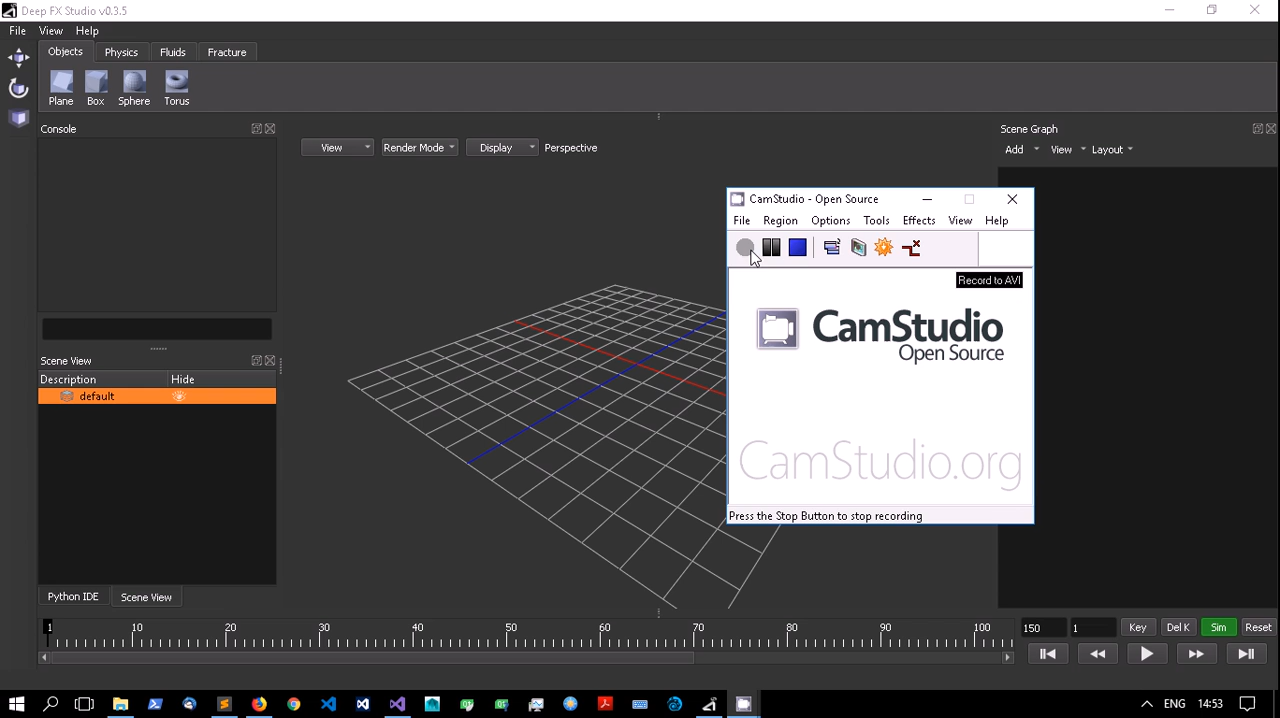 Deep FX Studio v0.3.5
File View Help
Objects Physics Fluids Fracture
Plane Box Sphere Torus
Console
View Render Mode Display Perspective
Scene Graph
Add View Layout
CamStudio - Open Source
File Region Options Tools Effects View Help
Record to AVI
CamStudio
Open Source
CamStudio.org
Press the Stop Button to stop recording
Scene View
Description Hide
default
Python IDE Scene View
1 10 20 30 40 50 60 70 80 90 100 150 1 Key Del K Sim Reset
ENG 14:53